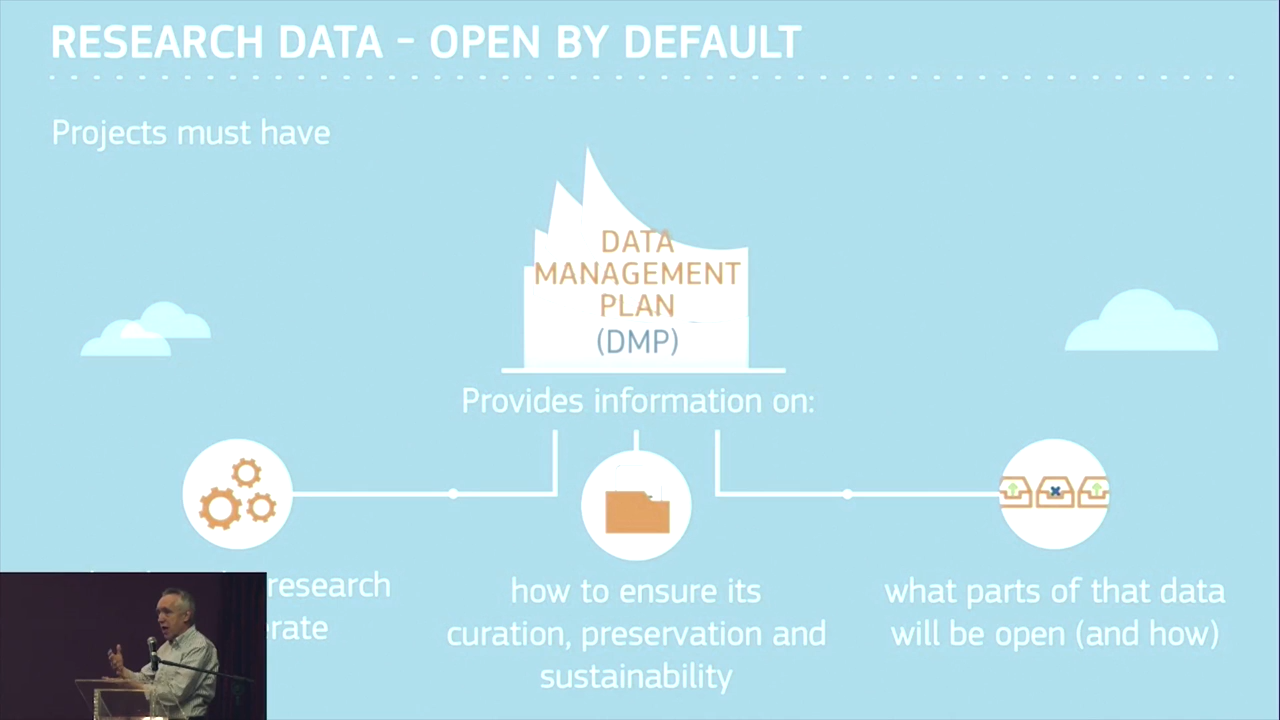 RESEARCH DATA – OPEN BY DEFAULT
Projects must have
DATA
MANAGEMENT
PLAN
(DMP)
Provides information on:
research
how to ensure its
curation, preservation and
sustainability
what parts of that data
will be open (and how)